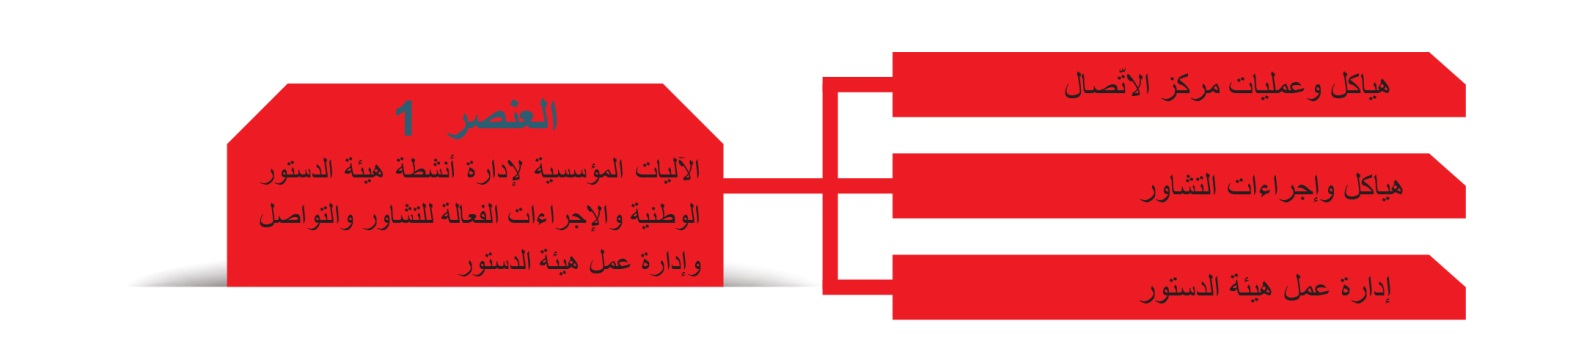 العنصر 1
الآليات المؤسسية لإدارة أنشطة هيئة الدستور
الوطنية والإجراءات الفعالة للتشاور والتواصل
وإدارة عمل هيئة الدستور
هياكل وعمليات مركز الاتّصال
هياكل وإجراءات التشاور
إدارة عمل هيئة الدستور